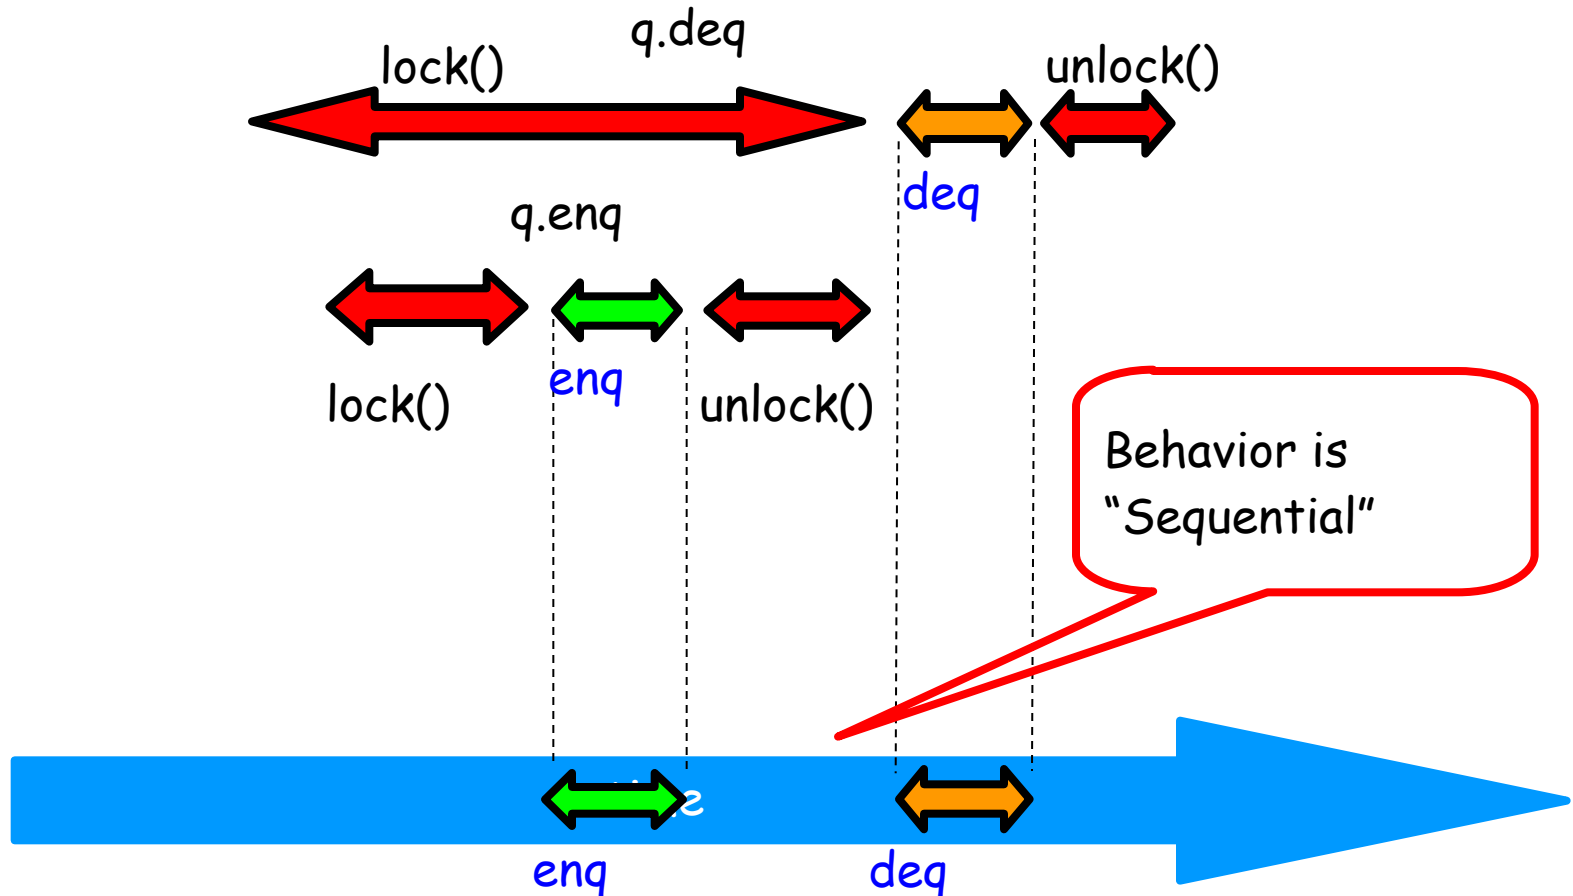 q.deq
lock()
unlock()
deq
q.enq
enq
lock()
unlock()
Behavior is
“Sequential”
enq
deq